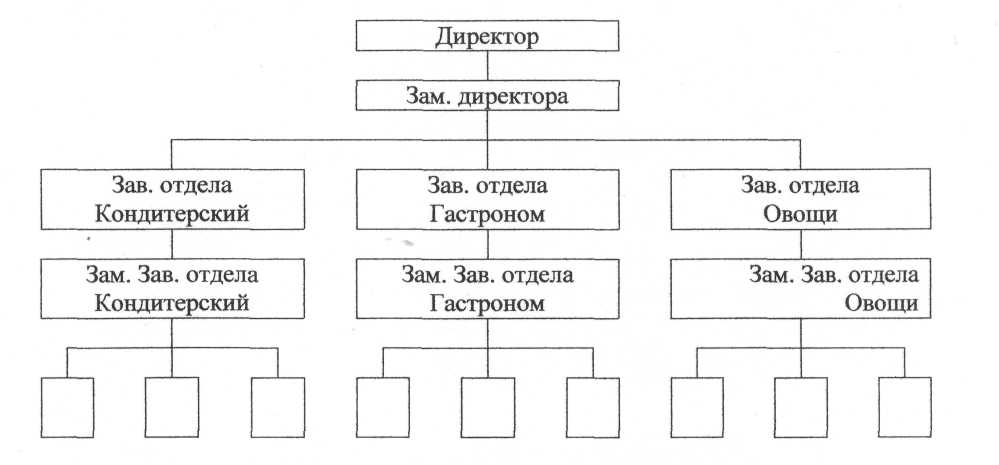 Директор
Зам. директора
Зав. отдела
Кондитерский
Зав. отдела
Гастроном
Зав. отдела
Овощи
Зам. Зав. отдела
Кондитерский
Зам. Зав. отдела
Гастроном
Зам. Зав. отдела
Овощи